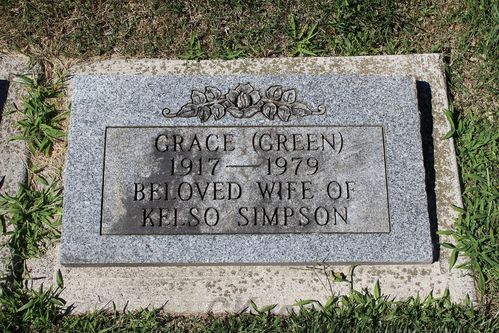 GRACE (GREEN)
1917—1979
BELOVED WIFE OF
KELSO SIMPSON